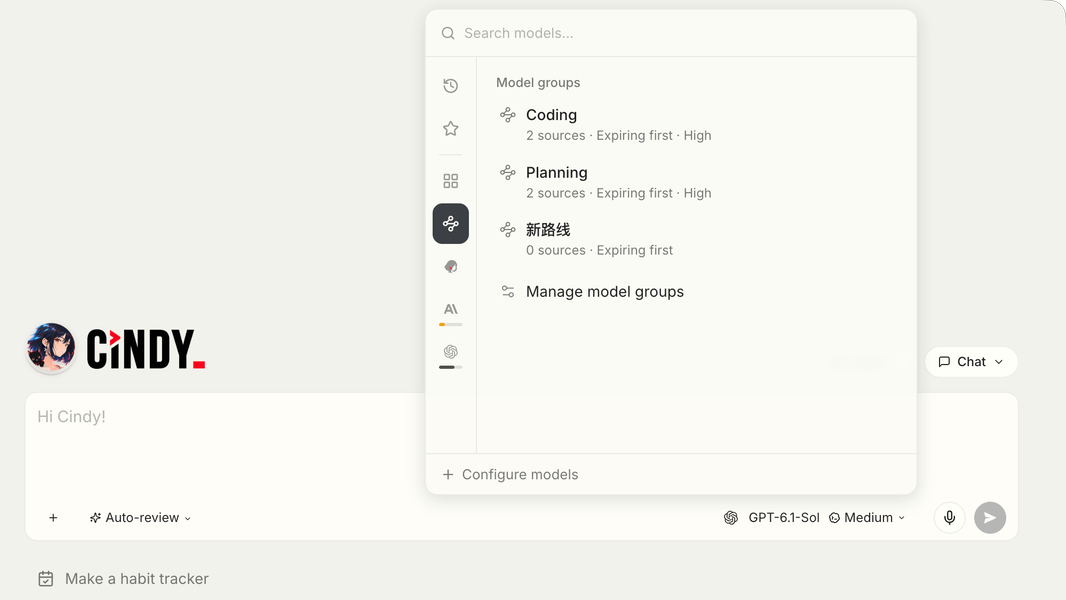 Search models...
Model groups
Coding
2 sources · Expiring first · High
Planning
2 sources · Expiring first · High
新路线
0 sources · Expiring first
Manage model groups
CiNDY_
Chat
Hi Cindy!
+ Configure models
+ Auto-review
GPT-6.1-Sol Medium
Make a habit tracker